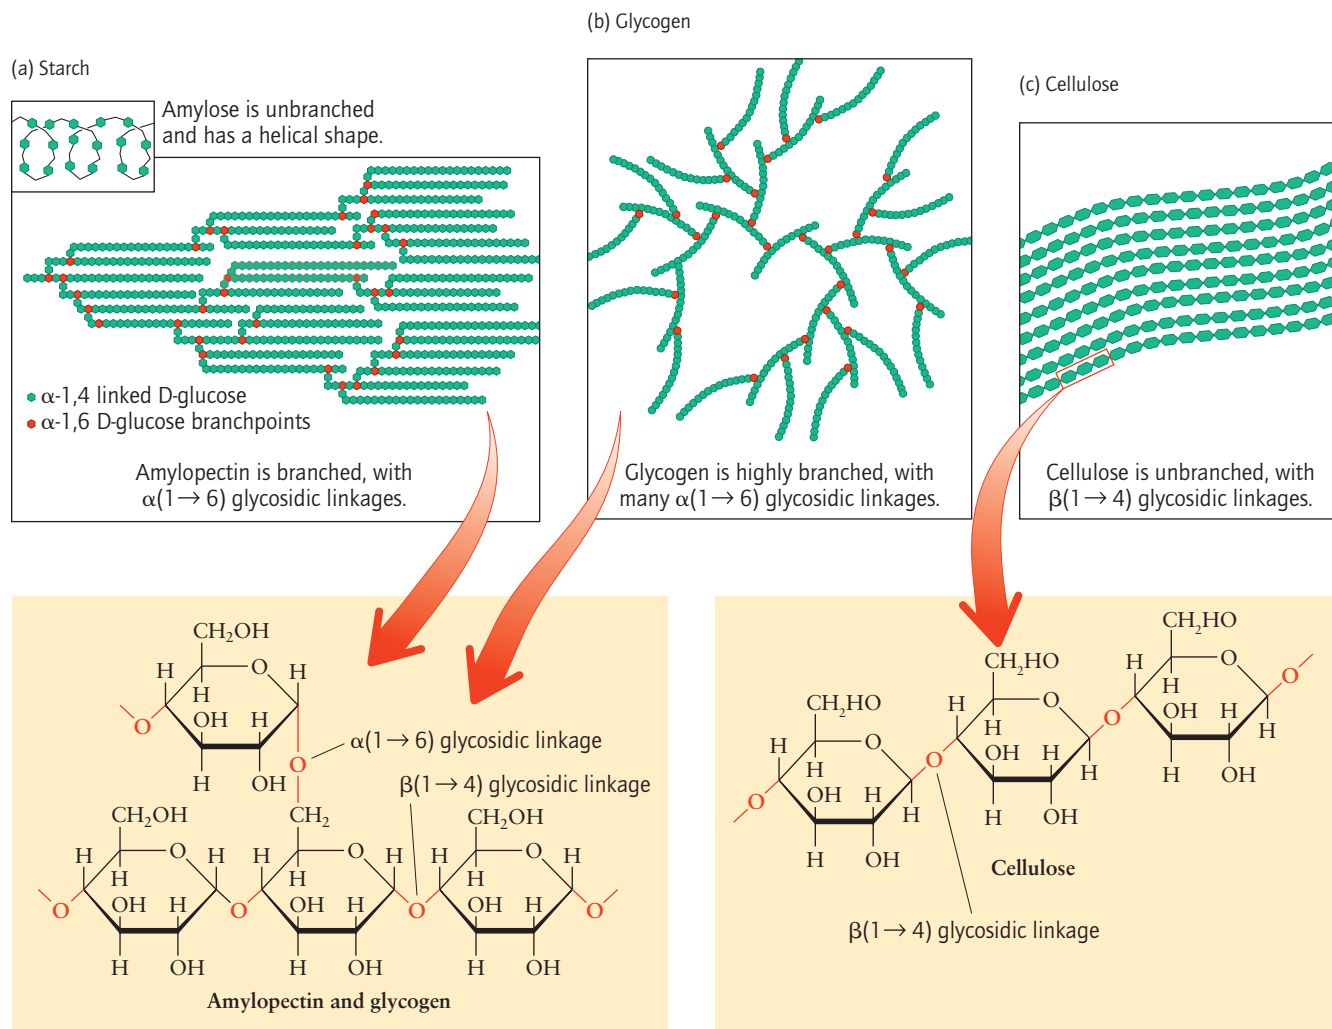 (a) Starch
Amylose is unbranched
and has a helical shape.
α-1,4 linked D-glucose
α-1,6 D-glucose branchpoints
Amylopectin is branched, with
α(1→ 6) glycosidic linkages.
(b) Glycogen
Glycogen is highly branched, with
many α(1→ 6) glycosidic linkages.
(c) Cellulose
Cellulose is unbranched, with
β(1→ 4) glycosidic linkages.
CH₂OH
H
O
H
H
O
OH
H
H
OH
α(1→ 6) glycosidic linkage
O
β(1→ 4) glycosidic linkage
CH₂OH
CH₂
CH₂OH
H
O
H
H
O
H
H
O
H
H
H
H
O
OH
H
O
OH
H
O
OH
H
O
H
OH
H
OH
H
OH
Amylopectin and glycogen
CH₂HO
H
O
O
H
OH
H
H
H
OH
O
CH₂HO
H
O
H
OH
H
H
H
OH
O
CH₂HO
H
O
H
OH
H
H
H
OH
O
Cellulose
β(1→ 4) glycosidic linkage